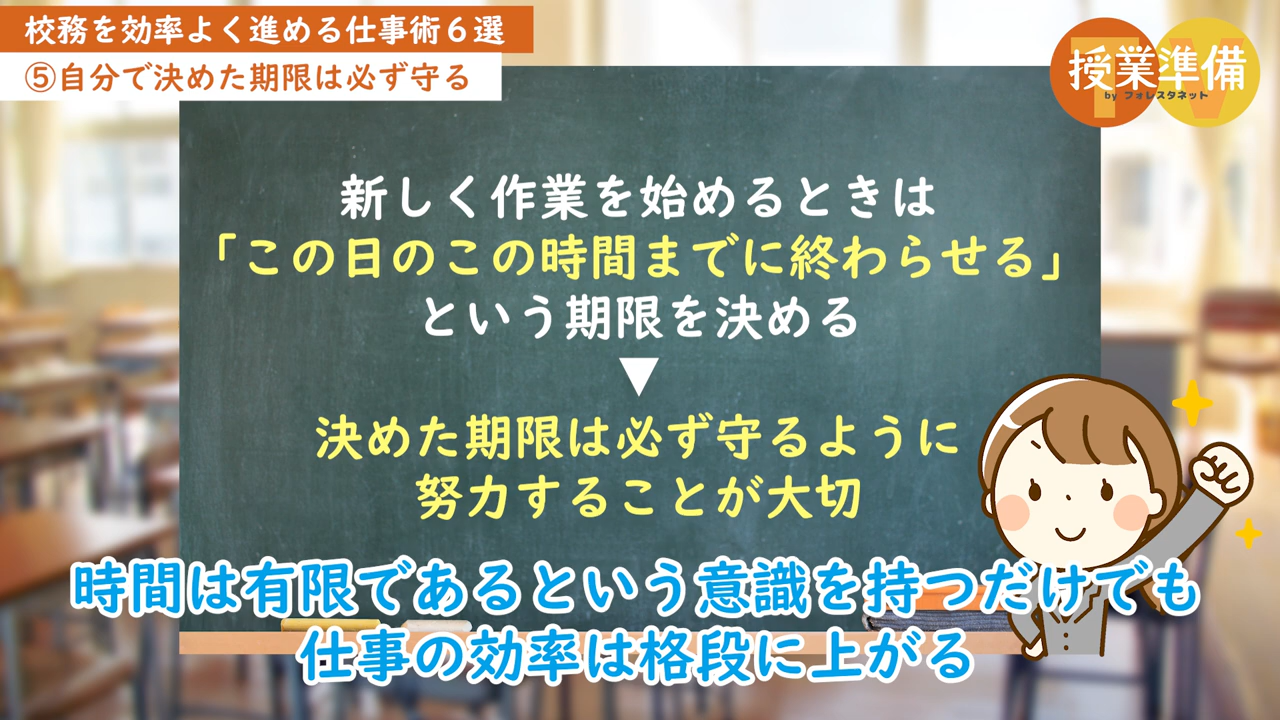 校務を効率よく進める仕事術６選
⑤自分で決めた期限は必ず守る
TV
授業準備
by フォレスタネット
新しく作業を始めるときは
「この日のこの時間までに終わらせる」
という期限を決める
▼
決めた期限は必ず守るように
努力することが大切
時間は有限であるという意識を持つだけでも
仕事の効率は格段に上がる